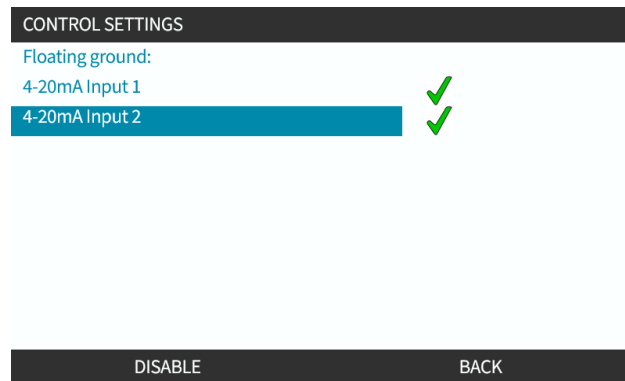 CONTROL SETTINGS
Floating ground:
4-20mA Input 1
4-20mA Input 2
DISABLE BACK